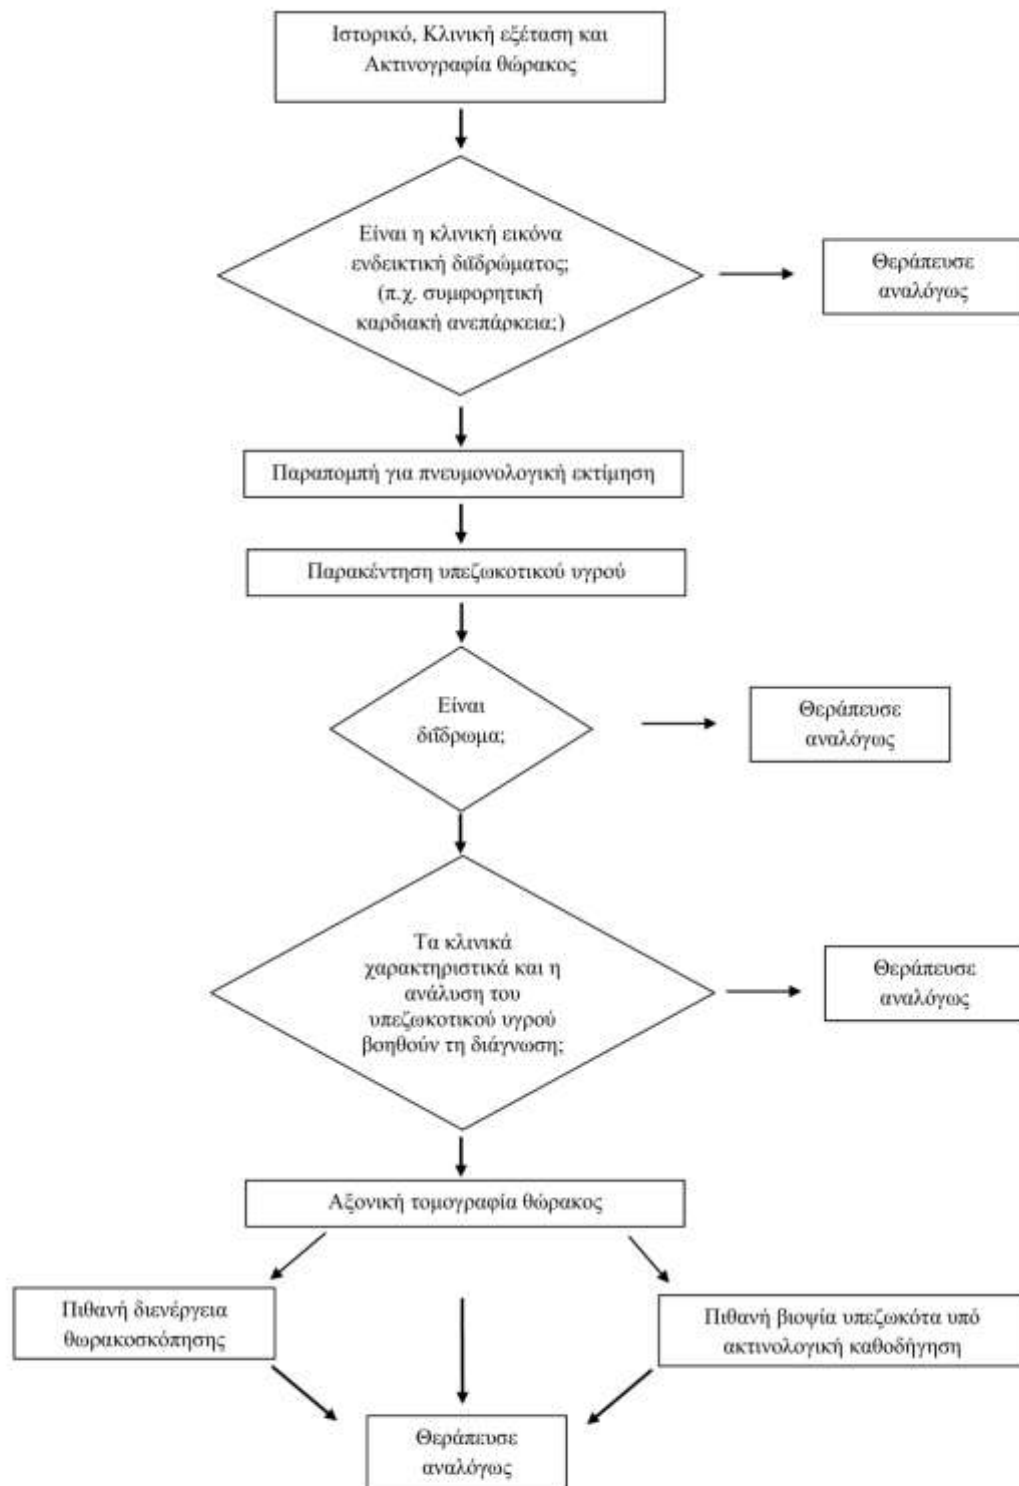 Ιστορικό, Κλινική εξέταση και
Ακτινογραφία θώρακος
Είναι η κλινική εικόνα
ενδεικτική διϊδρώματος;
(π.χ. συμφορητική
καρδιακή ανεπάρκεια;)
Θεράπευσε
αναλόγως
Παραπομπή για πνευμονολογική εκτίμηση
Παρακέντηση υπεζωκοτικού υγρού
Είναι
διΐδρωμα;
Θεράπευσε
αναλόγως
Τα κλινικά
χαρακτηριστικά και η
ανάλυση του
υπεζωκοτικού υγρού
βοηθούν τη διάγνωση;
Θεράπευσε
αναλόγως
Αξονική τομογραφία θώρακος
Πιθανή διενέργεια
θωρακοσκόπησης
Πιθανή βιοψία υπεζωκότα υπό
ακτινολογική καθοδήγηση
Θεράπευσε
αναλόγως